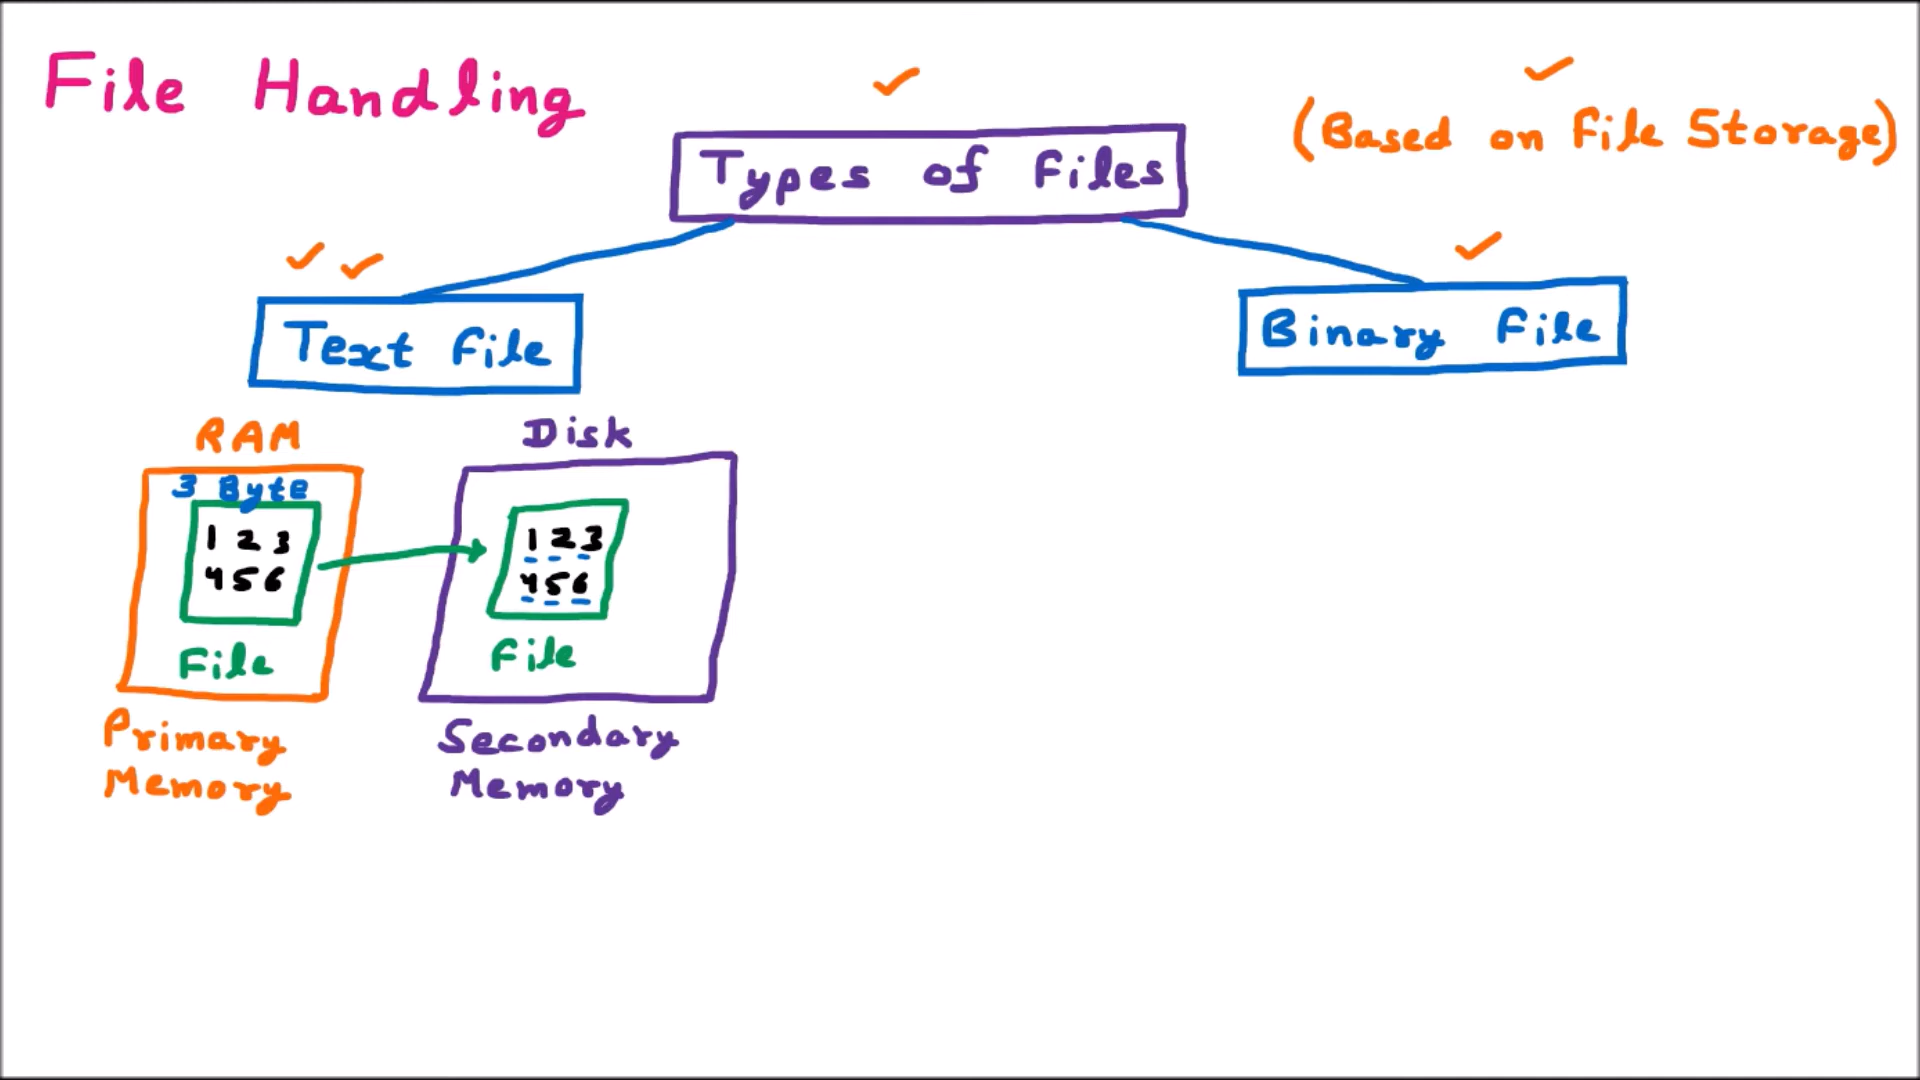 File Handling
(Based on File Storage)
Types of Files
Text File
Binary File
RAM
Disk
3 Byte
1 2 3
4 5 6
File
1 2 3
4 5 6
File
Primary
Memory
Secondary
Memory